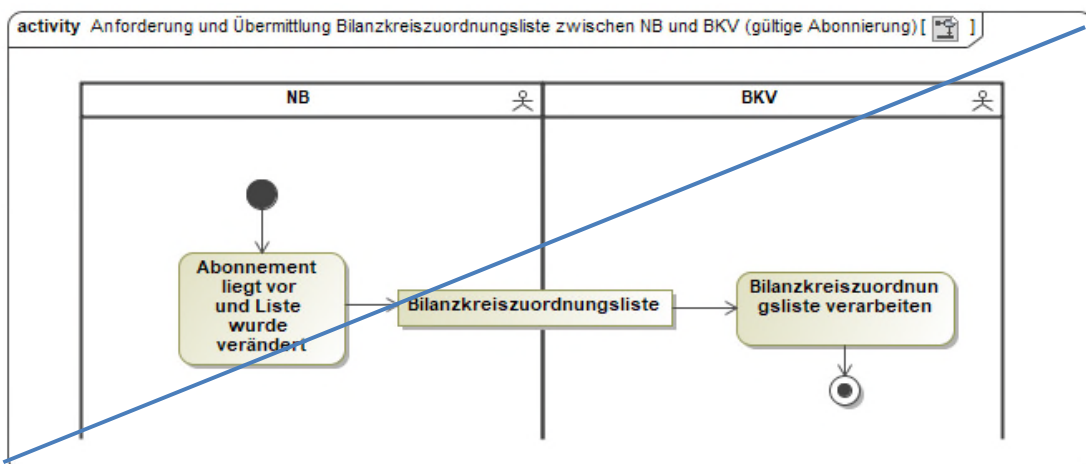 activity Anforderung und Übermittlung Bilanzkreiszuordnungsliste zwischen NB und BKV (gültige Abonnierung) [ ]
NB
BKV
Abonnement
liegt vor
und Liste
wurde
verändert
Bilanzkreiszuordnungsliste
Bilanzkreiszuordnun
gsliste verarbeiten